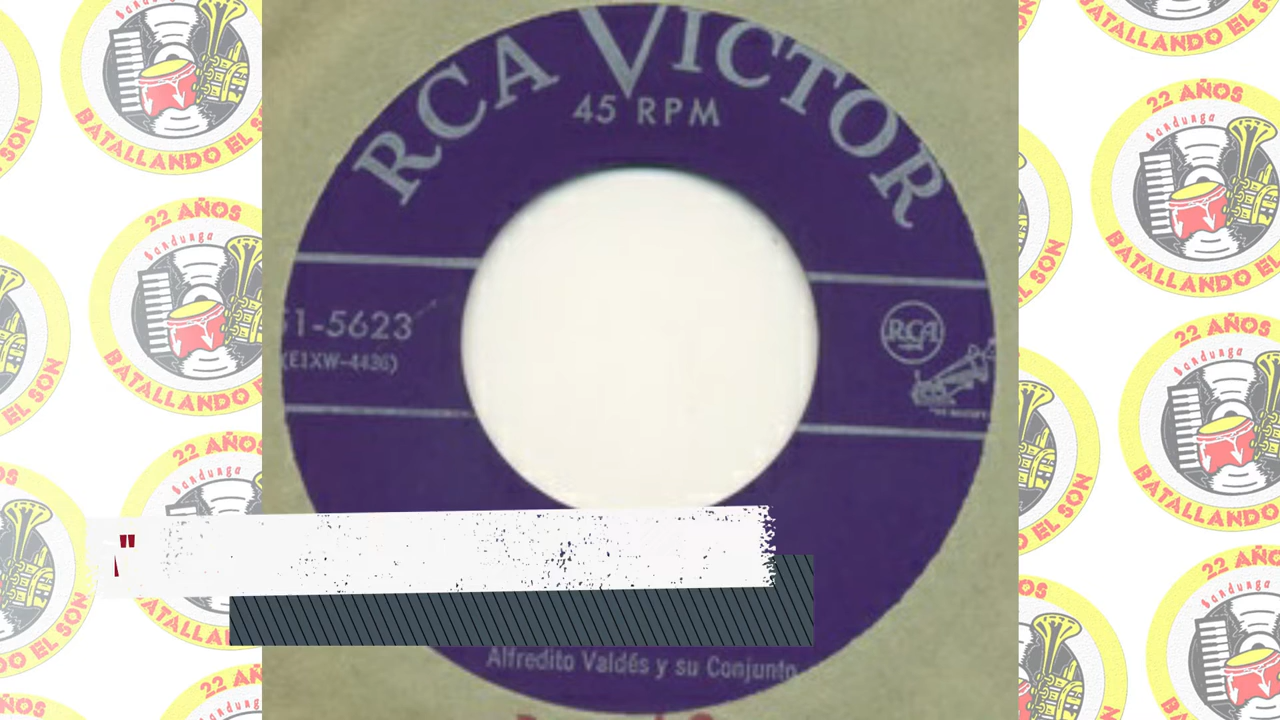 RCA VICTOR
45 RPM
51-5623
(E1XW-4436)
RCA
"
Alfredito Valdés y su Conjunto
22 AÑOS
Sandunga
BATALLANDO EL SON